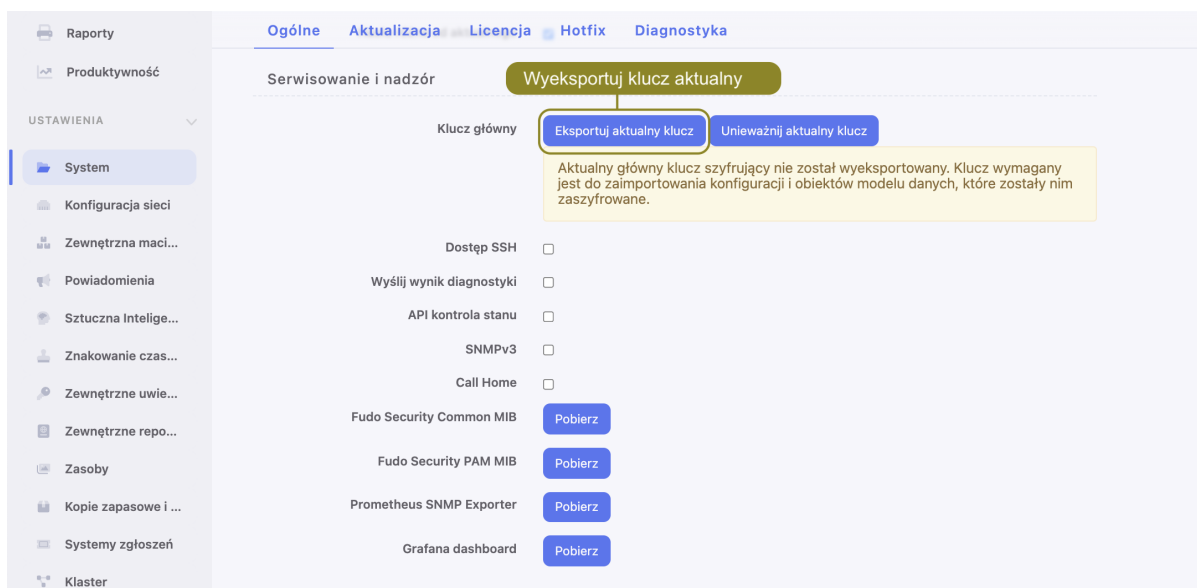 Raporty
Produktywność
USTAWIENIA
System
Konfiguracja sieci
Zewnętrzna maci...
Powiadomienia
Sztuczna Intelige...
Znakowanie czas...
Zewnętrzne uwie...
Zewnętrzne repo...
Zasoby
Kopie zapasowe i ...
Systemy zgłoszeń
Klaster
Ogólne Aktualizacja Licencja Hotfix Diagnostyka
Serwisowanie i nadzór
Wyeksportuj klucz aktualny
Klucz główny Eksportuj aktualny klucz Unieważnij aktualny klucz
Aktualny główny klucz szyfrujący nie został wyeksportowany. Klucz wymagany
jest do zaimportowania konfiguracji i obiektów modelu danych, które zostały nim
zaszyfrowane.
Dostęp SSH
Wyślij wynik diagnostyki
API kontrola stanu
SNMPv3
Call Home
Fudo Security Common MIB Pobierz
Fudo Security PAM MIB Pobierz
Prometheus SNMP Exporter Pobierz
Grafana dashboard Pobierz